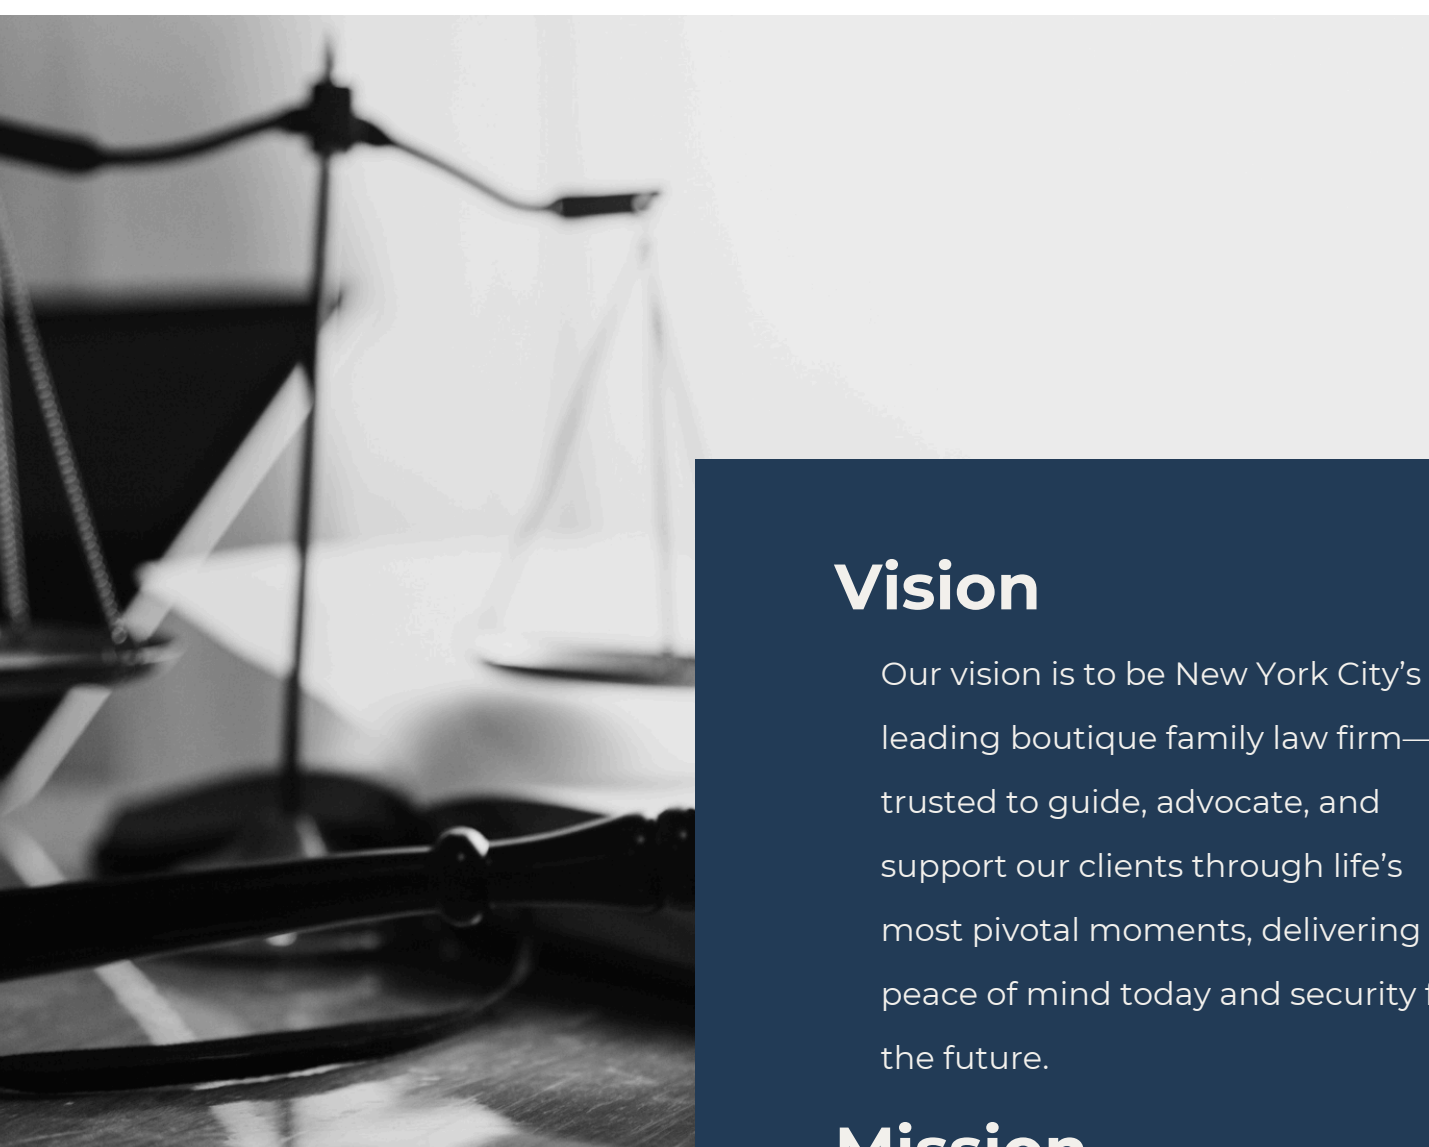 Vision
Our vision is to be New York City’s
leading boutique family law firm—
trusted to guide, advocate, and
support our clients through life’s
most pivotal moments, delivering
peace of mind today and security
the future.
Mission